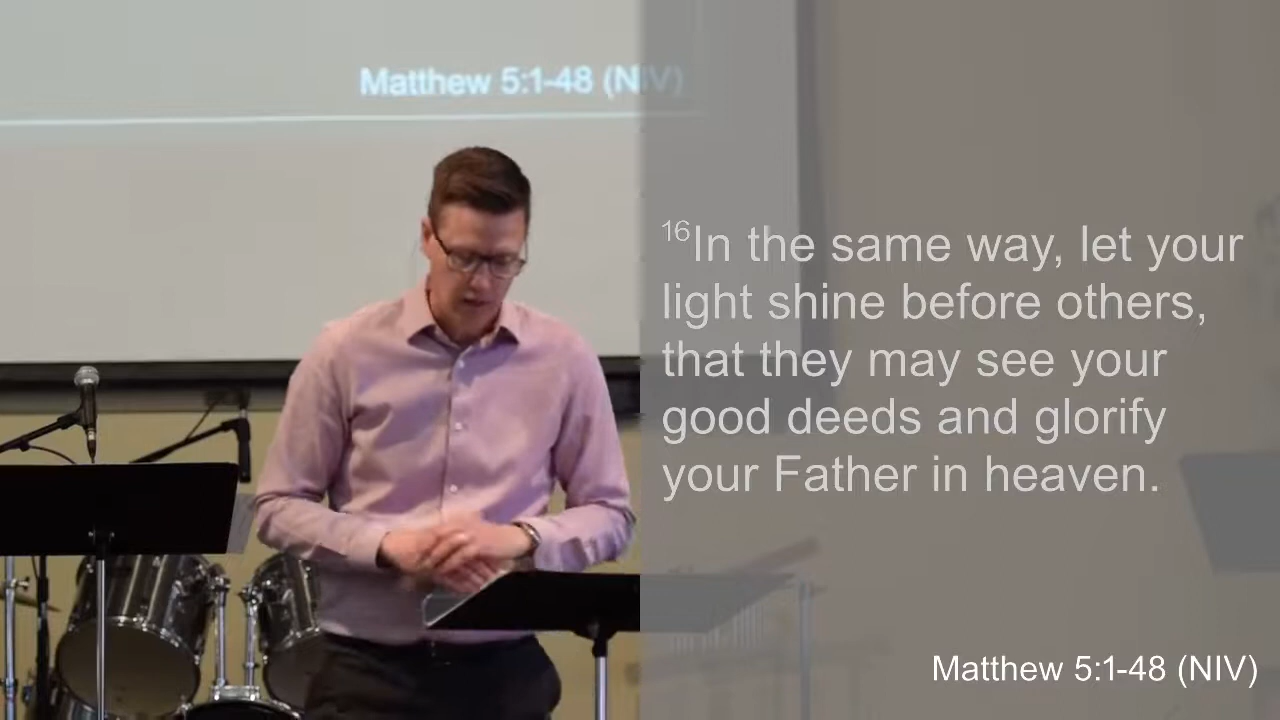 Matthew 5:1-48 (NIV)
16In the same way, let your
light shine before others,
that they may see your
good deeds and glorify
your Father in heaven.
Matthew 5:1-48 (NIV)